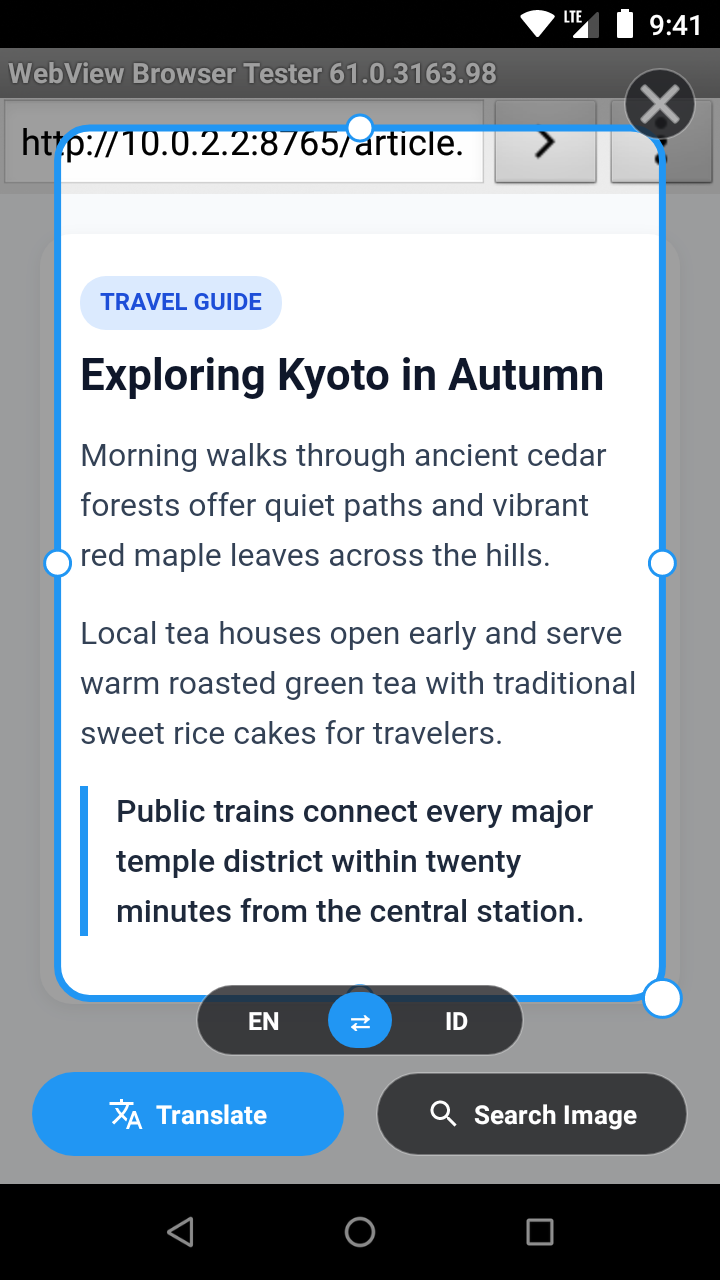 LTE 9:41
WebView Browser Tester 61.0.3163.98
http://10.0.2.2:8765/article.
TRAVEL GUIDE
Exploring Kyoto in Autumn
Morning walks through ancient cedar
forests offer quiet paths and vibrant
red maple leaves across the hills.
Local tea houses open early and serve
warm roasted green tea with traditional
sweet rice cakes for travelers.
Public trains connect every major
temple district within twenty
minutes from the central station.
EN ID
Translate Search Image